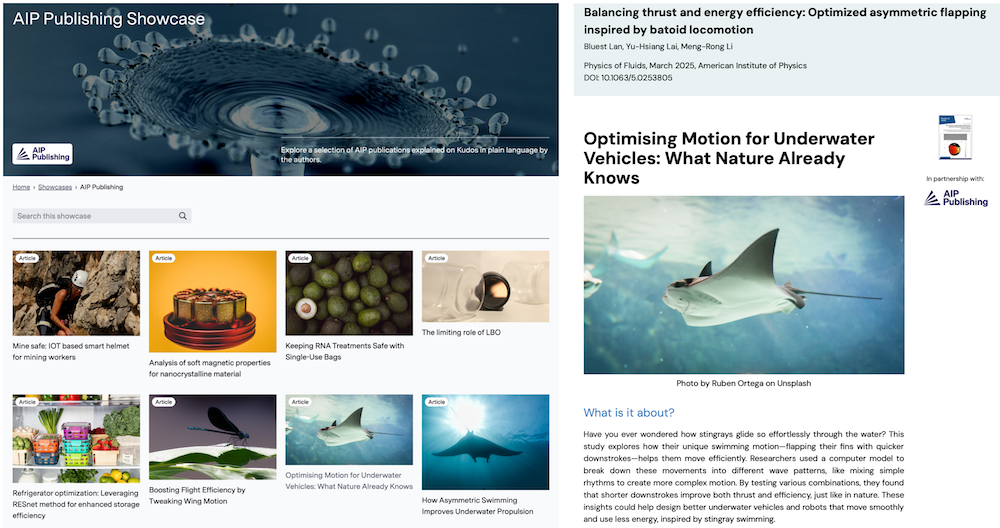 AIP Publishing Showcase
AIP
Publishing
Explore a selection of AIP publications explained on Kudos in plain language by
the authors.
Home › Showcases › AIP Publishing
Search this showcase
Article
Mine safe: IOT based smart helmet
for mining workers
Article
Analysis of soft magnetic properties
for nanocrystalline material
Article
Keeping RNA Treatments Safe with
Single-Use Bags
Article
The limiting role of LBO
Article
Refrigerator optimization: Leveraging
RESnet method for enhanced storage
efficiency
Article
Boosting Flight Efficiency by
Tweaking Wing Motion
Article
Optimising Motion for Underwater
Vehicles: What Nature Already Knows
Article
How Asymmetric Swimming
Improves Underwater Propulsion
Balancing thrust and energy efficiency: Optimized asymmetric flapping
inspired by batoid locomotion
Bluest Lan, Yu-Hsiang Lai, Meng-Rong Li
Physics of Fluids, March 2025, American Institute of Physics
DOI: 10.1063/5.0253805
Optimising Motion for Underwater
Vehicles: What Nature Already
Knows
In partnership with:
AIP
Publishing
Photo by Ruben Ortega on Unsplash
What is it about?
Have you ever wondered how stingrays glide so effortlessly through the water? This
study explores how their unique swimming motion—flapping their fins with quicker
downstrokes—helps them move efficiently. Researchers used a computer model to
break down these movements into different wave patterns, like mixing simple
rhythms to create more complex motion. By testing various combinations, they found
that shorter downstrokes improve both thrust and efficiency, just like in nature. These
insights could help design better underwater vehicles and robots that move smoothly
and use less energy, inspired by stingray swimming.